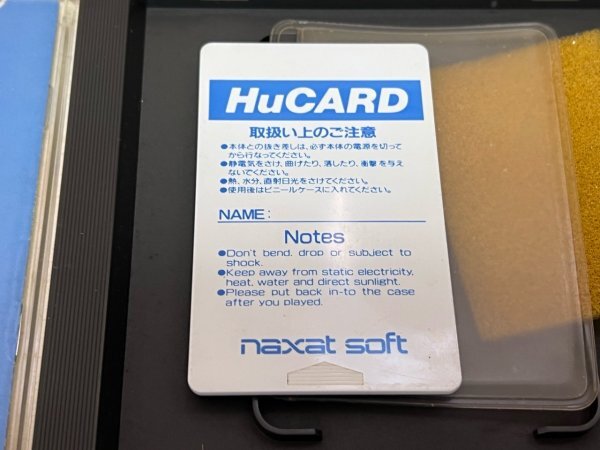 HuCARD
取扱い上のご注意
●本体との抜き差しは、必ず本体の電源を切って
から行なってください。
●静電気をさけ、曲げたり、落したり、衝撃を与え
ないでください。
●熱、水分、直射日光をさけてください。
●使用後はビニールケースに入れてください。
NAME:
Notes
●Don't bend, drop or subject to
shock.
●Keep away from static electricity,
heat, water and direct sunlight.
●Please put back in-to the case
after you played.
naxat soft